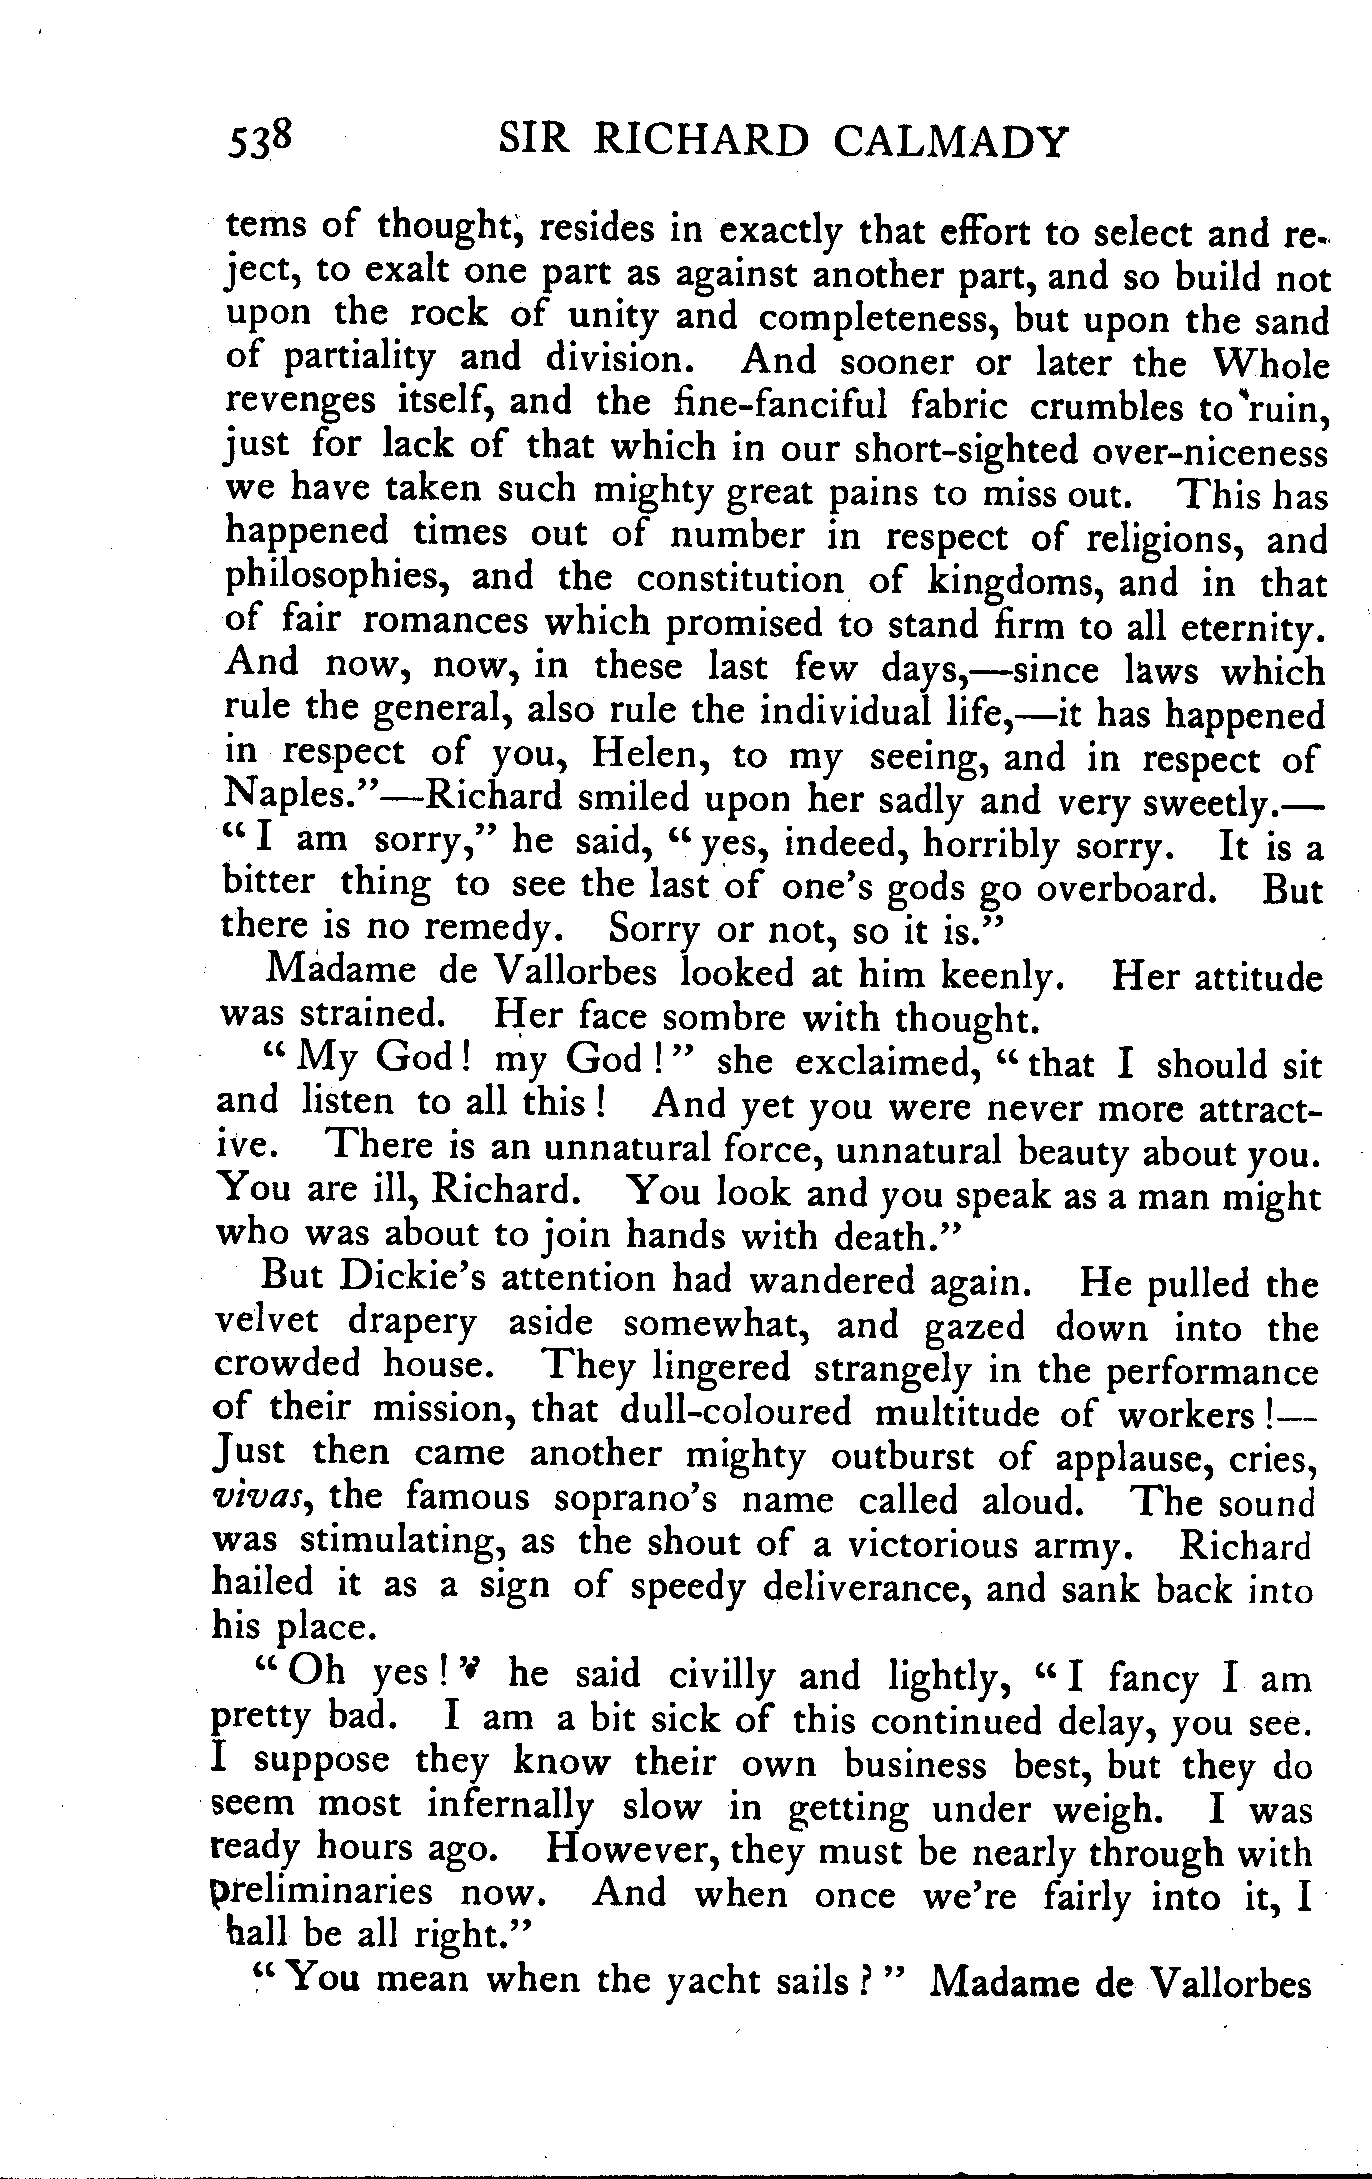 538 SIR RICHARD CALMADY
tems of thought, resides in exactly that effort to select and re-
ject, to exalt one part as against another part, and so build not
upon the rock of unity and completeness, but upon the sand
of partiality and division. And sooner or later the Whole
revenges itself, and the fine-fanciful fabric crumbles to ruin,
just for lack of that which in our short-sighted over-niceness
we have taken such mighty great pains to miss out. This has
happened times out of number in respect of religions, and
philosophies, and the constitution of kingdoms, and in that
of fair romances which promised to stand firm to all eternity.
And now, now, in these last few days,—since laws which
rule the general, also rule the individual life,—it has happened
in respect of you, Helen, to my seeing, and in respect of
Naples."—Richard smiled upon her sadly and very sweetly.—
"I am sorry," he said, "yes, indeed, horribly sorry. It is a
bitter thing to see the last of one's gods go overboard. But
there is no remedy. Sorry or not, so it is."
Madame de Vallorbes looked at him keenly. Her attitude
was strained. Her face sombre with thought.
"My God! my God!" she exclaimed, "that I should sit
and listen to all this! And yet you were never more attract-
ive. There is an unnatural force, unnatural beauty about you.
You are ill, Richard. You look and you speak as a man might
who was about to join hands with death."
But Dickie's attention had wandered again. He pulled the
velvet drapery aside somewhat, and gazed down into the
crowded house. They lingered strangely in the performance
of their mission, that dull-coloured multitude of workers!—
Just then came another mighty outburst of applause, cries,
vivas, the famous soprano's name called aloud. The sound
was stimulating, as the shout of a victorious army. Richard
hailed it as a sign of speedy deliverance, and sank back into
his place.
"Oh yes!" he said civilly and lightly, "I fancy I am
pretty bad. I am a bit sick of this continued delay, you see.
I suppose they know their own business best, but they do
seem most infernally slow in getting under weigh. I was
ready hours ago. However, they must be nearly through with
preliminaries now. And when once we're fairly into it, I
hall be all right."
"You mean when the yacht sails?" Madame de Vallorbes